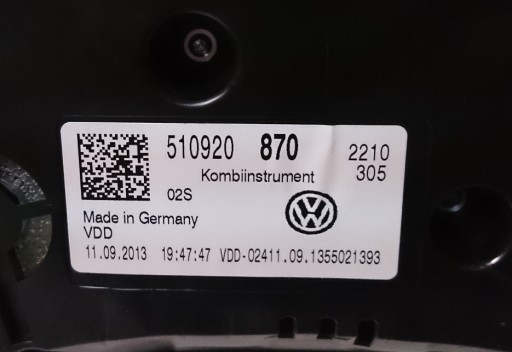 510920 870 2210
Kombiinstrument 305
02S
Made in Germany
VDD
11.09.2013 19:47:47 VDD-02411.09.1355021393